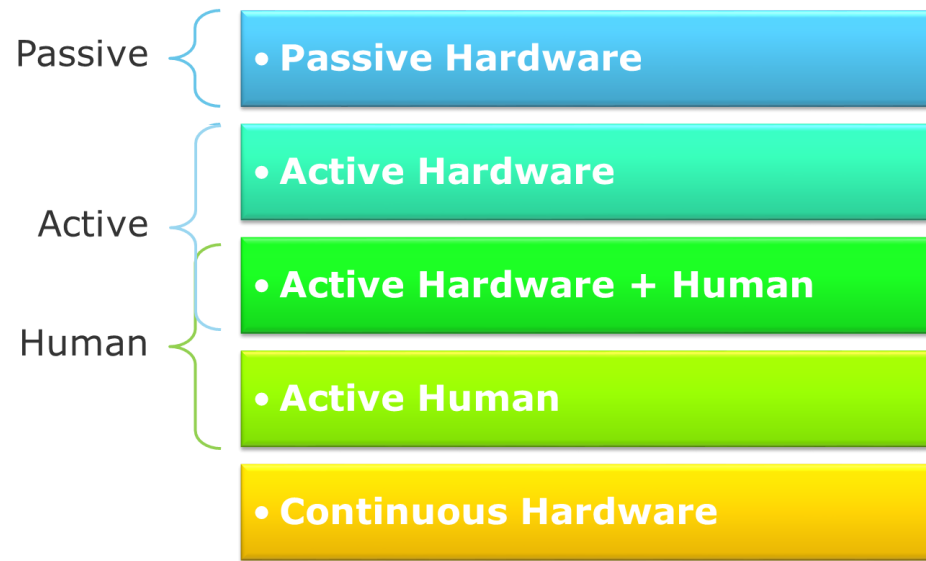 Passive
• Passive Hardware
• Active Hardware
Active
• Active Hardware + Human
Human
• Active Human
• Continuous Hardware